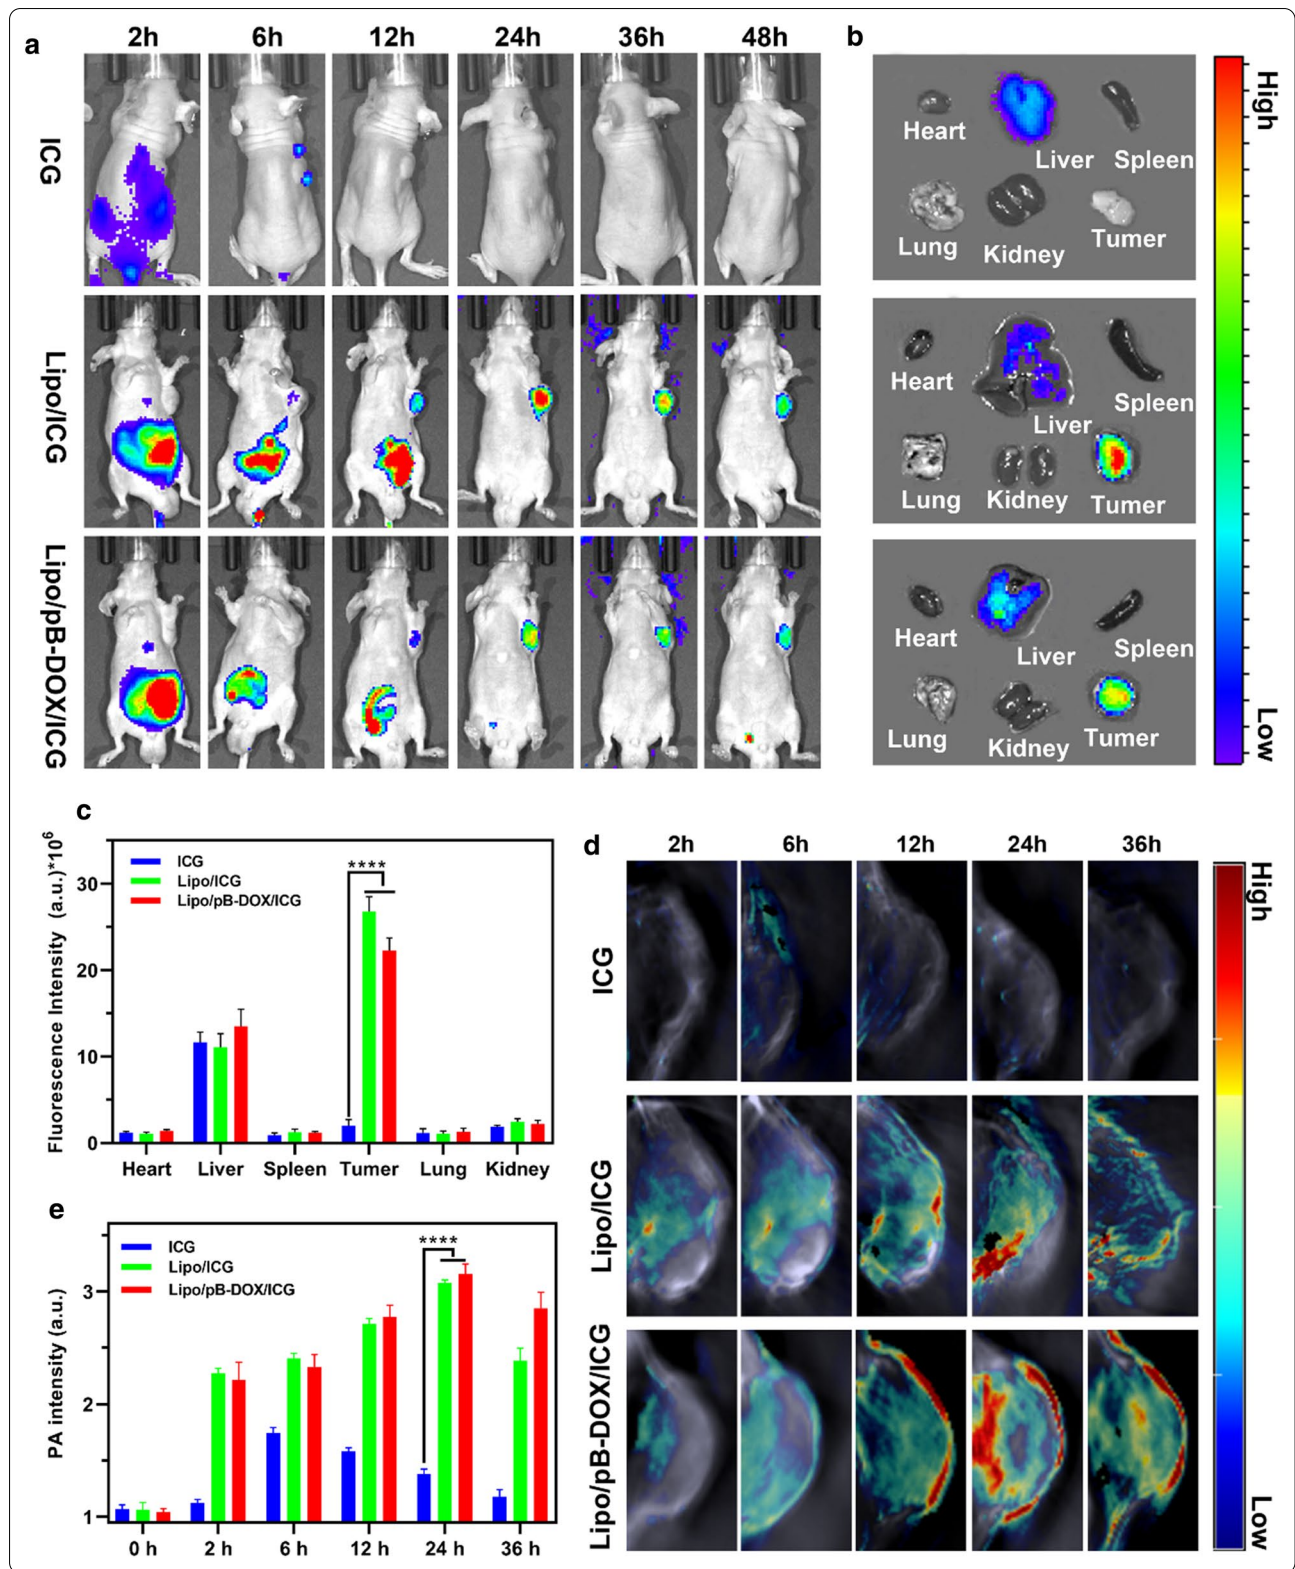 a
2h 6h 12h 24h 36h 48h
ICG
Lipo/ICG
Lipo/pB-DOX/ICG
b
Heart
Liver Spleen
Lung Kidney Tumer
Heart
Liver Spleen
Lung Kidney Tumer
Heart
Liver Spleen
Lung Kidney Tumer
High
Low
c
Fluorescence Intensity (a.u.)*10⁶
30
20
10
0
ICG
Lipo/ICG
Lipo/pB-DOX/ICG
****
Heart Liver Spleen Tumer Lung Kidney
d
2h 6h 12h 24h 36h
ICG
Lipo/ICG
Lipo/pB-DOX/ICG
High
Low
e
PA intensity (a.u.)
3
2
1
ICG
Lipo/ICG
Lipo/pB-DOX/ICG
****
0 h 2 h 6 h 12 h 24 h 36 h